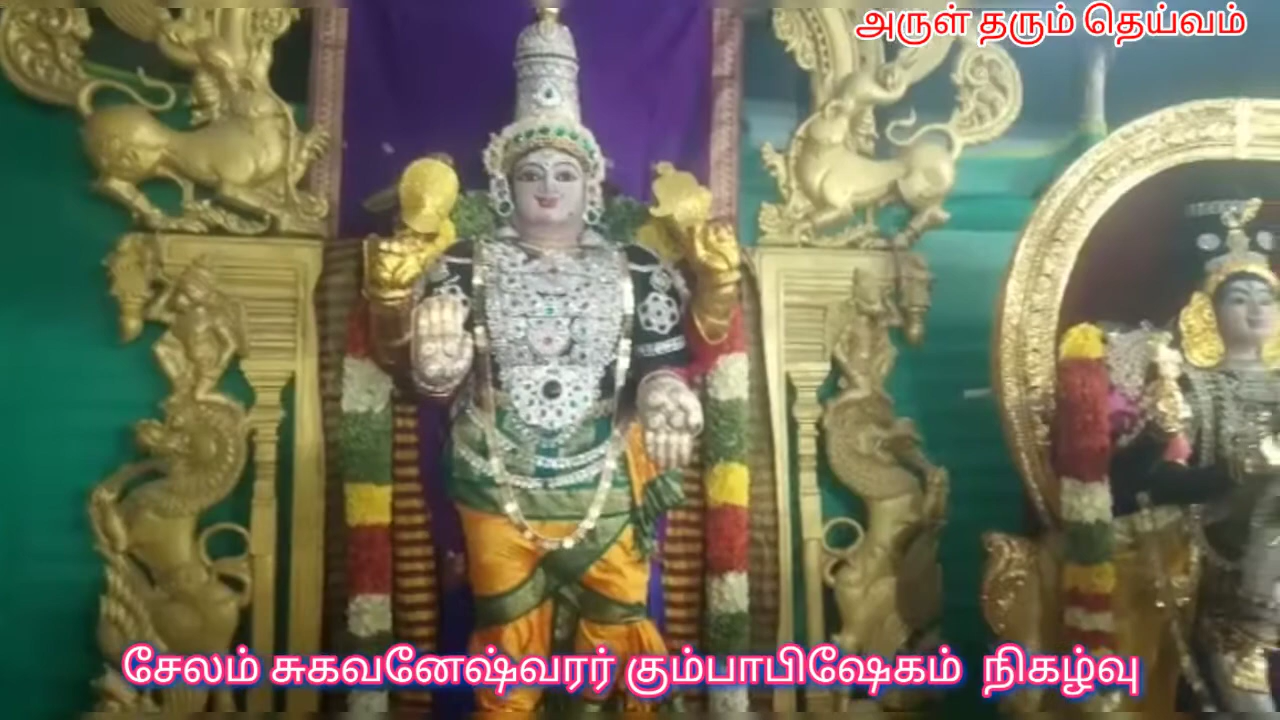 அருள் தரும் தெய்வம்
சேலம் சுகவனேஷ்வரர் கும்பாபிஷேகம் நிகழ்வு